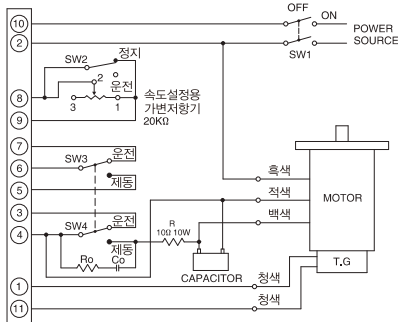 OFF
ON
10
POWER
SOURCE
2
SW1
정지
SW2
2
운전
8
3
1
속도설정용
가변저항기
20KΩ
9
7
운전
6
SW3
5
제동
흑색
3
운전
적색
MOTOR
4
SW4
백색
제동
R
10Ω 10W
Ro
Co
CAPACITOR
T.G
청색
1
청색
11